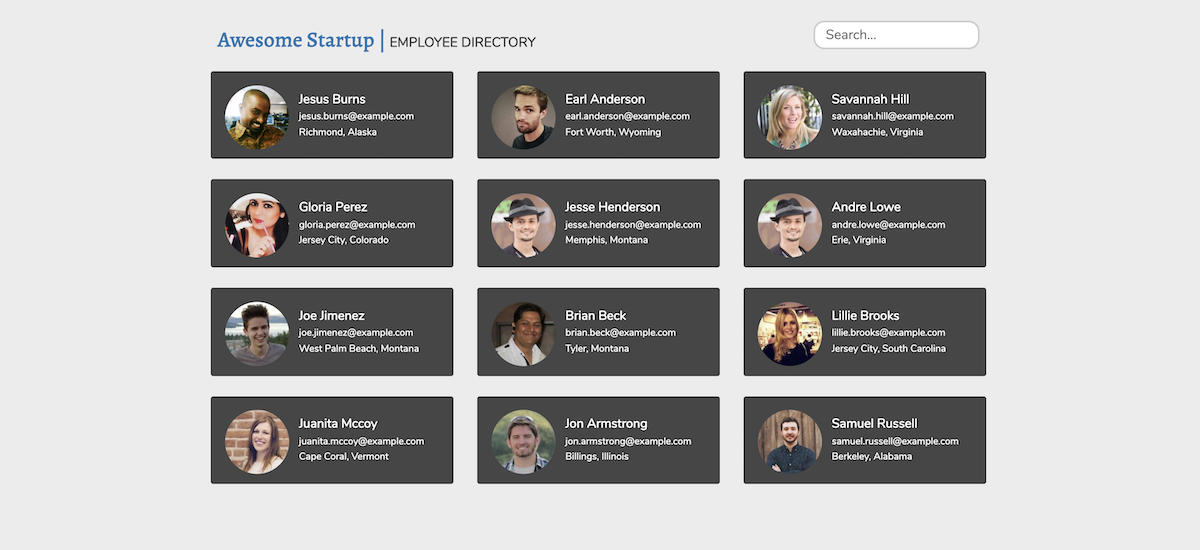 Awesome Startup | EMPLOYEE DIRECTORY
Search...
Jesus Burns
jesus.burns@example.com
Richmond, Alaska
Earl Anderson
earl.anderson@example.com
Fort Worth, Wyoming
Savannah Hill
savannah.hill@example.com
Waxahachie, Virginia
Gloria Perez
gloria.perez@example.com
Jersey City, Colorado
Jesse Henderson
jesse.henderson@example.com
Memphis, Montana
Andre Lowe
andre.lowe@example.com
Erie, Virginia
Joe Jimenez
joe.jimenez@example.com
West Palm Beach, Montana
Brian Beck
brian.beck@example.com
Tyler, Montana
Lillie Brooks
lillie.brooks@example.com
Jersey City, South Carolina
Juanita Mccoy
juanita.mccoy@example.com
Cape Coral, Vermont
Jon Armstrong
jon.armstrong@example.com
Billings, Illinois
Samuel Russell
samuel.russell@example.com
Berkeley, Alabama